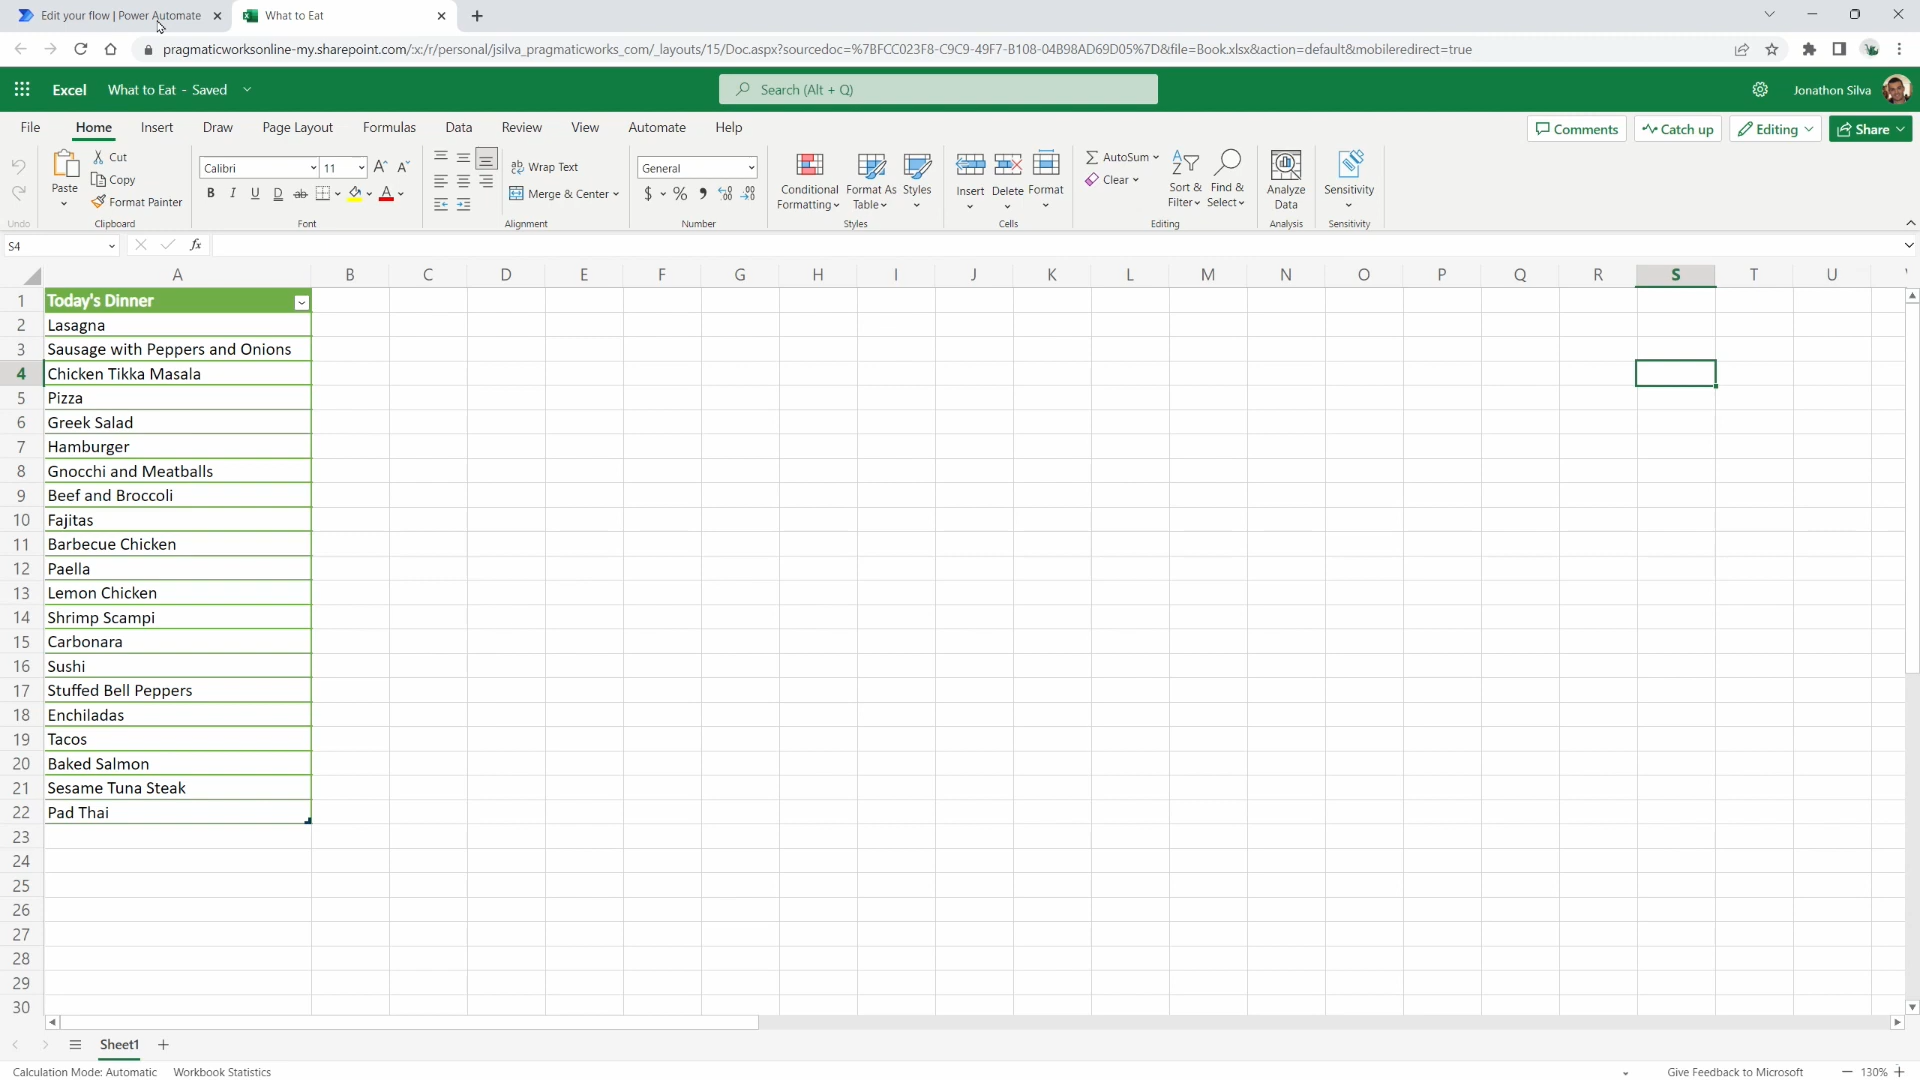 Edit your flow | Power Automate
What to Eat
pragmaticworksonline-my.sharepoint.com/:x:/r/personal/jsilva_pragmaticworks_com/_layouts/15/Doc.aspx?sourcedoc=%7BFCC023F8-C9C9-49F7-B108-04B98AD69D05%7D&file=Book.xlsx&action=default&mobileredirect=true
Excel What to Eat - Saved
Search (Alt + Q)
Jonathon Silva
File Home Insert Draw Page Layout Formulas Data Review View Automate Help
Comments Catch up Editing Share
Undo
Paste Cut Copy Format Painter
Clipboard
Calibri 11
B I U D ab A
Font
Wrap Text
Merge & Center
Alignment
General
$ % 9 .00
Number
Conditional Formatting Format As Table Styles
Styles
Insert Delete Format
Cells
AutoSum
Clear
Sort & Filter Find & Select
Editing
Analyze Data
Analysis
Sensitivity
Sensitivity
S4 fx
A B C D E F G H I J K L M N O P Q R S T U
1 Today's Dinner
2 Lasagna
3 Sausage with Peppers and Onions
4 Chicken Tikka Masala
5 Pizza
6 Greek Salad
7 Hamburger
8 Gnocchi and Meatballs
9 Beef and Broccoli
10 Fajitas
11 Barbecue Chicken
12 Paella
13 Lemon Chicken
14 Shrimp Scampi
15 Carbonara
16 Sushi
17 Stuffed Bell Peppers
18 Enchiladas
19 Tacos
20 Baked Salmon
21 Sesame Tuna Steak
22 Pad Thai
23
24
25
26
27
28
29
30
Sheet1
Calculation Mode: Automatic Workbook Statistics
Give Feedback to Microsoft
130%